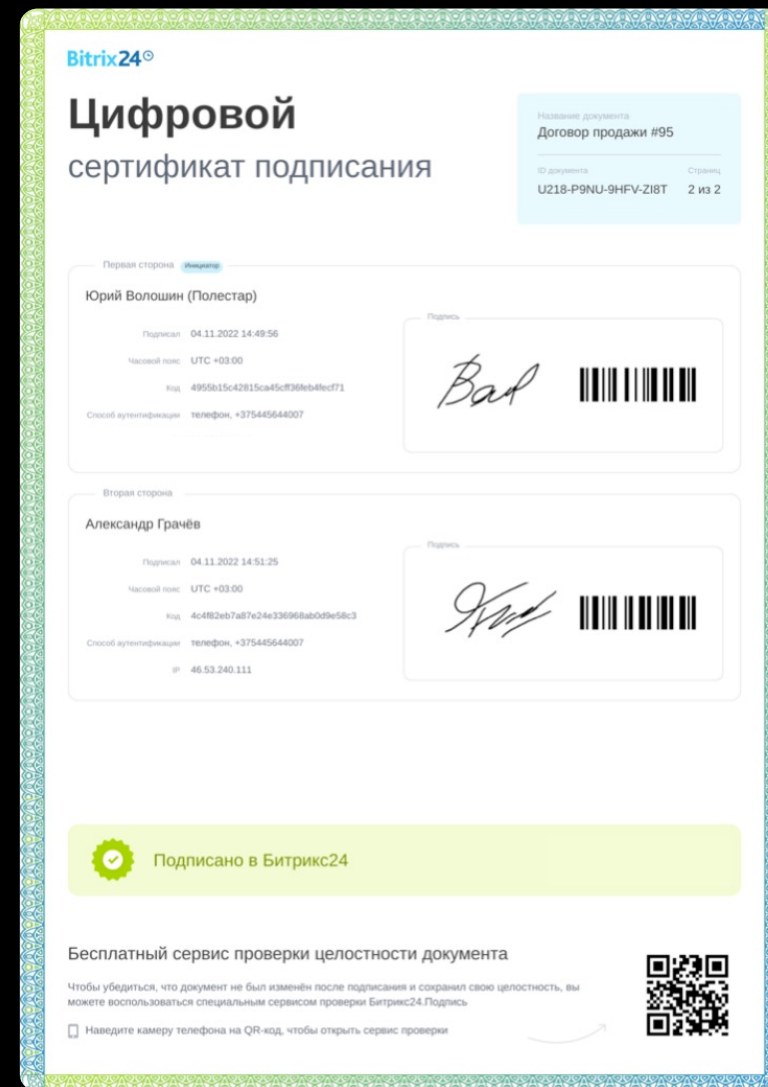 Bitrix24
Цифровой
сертификат подписания
Название документа
Договор продажи #95
ID документа Страниц
U218-P9NU-9HFV-ZI8T 2 из 2
Первая сторона Инициатор
Юрий Волошин (Полестар)
Подпись
Подписал 04.11.2022 14:49:56
Часовой пояс UTC +03:00
Код 4955b15c42815ca45cff36feb4fecf71
Способ аутентификации телефон, +375445644007
Вторая сторона
Александр Грачёв
Подпись
Подписал 04.11.2022 14:51:25
Часовой пояс UTC +03:00
Код 4c4f82eb7a87e24e336968ab0d9e58c3
Способ аутентификации телефон, +375445644007
IP 46.53.240.111
Подписано в Битрикс24
Бесплатный сервис проверки целостности документа
Чтобы убедиться, что документ не был изменён после подписания и сохранил свою целостность, вы
можете воспользоваться специальным сервисом проверки Битрикс24.Подпись
Наведите камеру телефона на QR-код, чтобы открыть сервис проверки